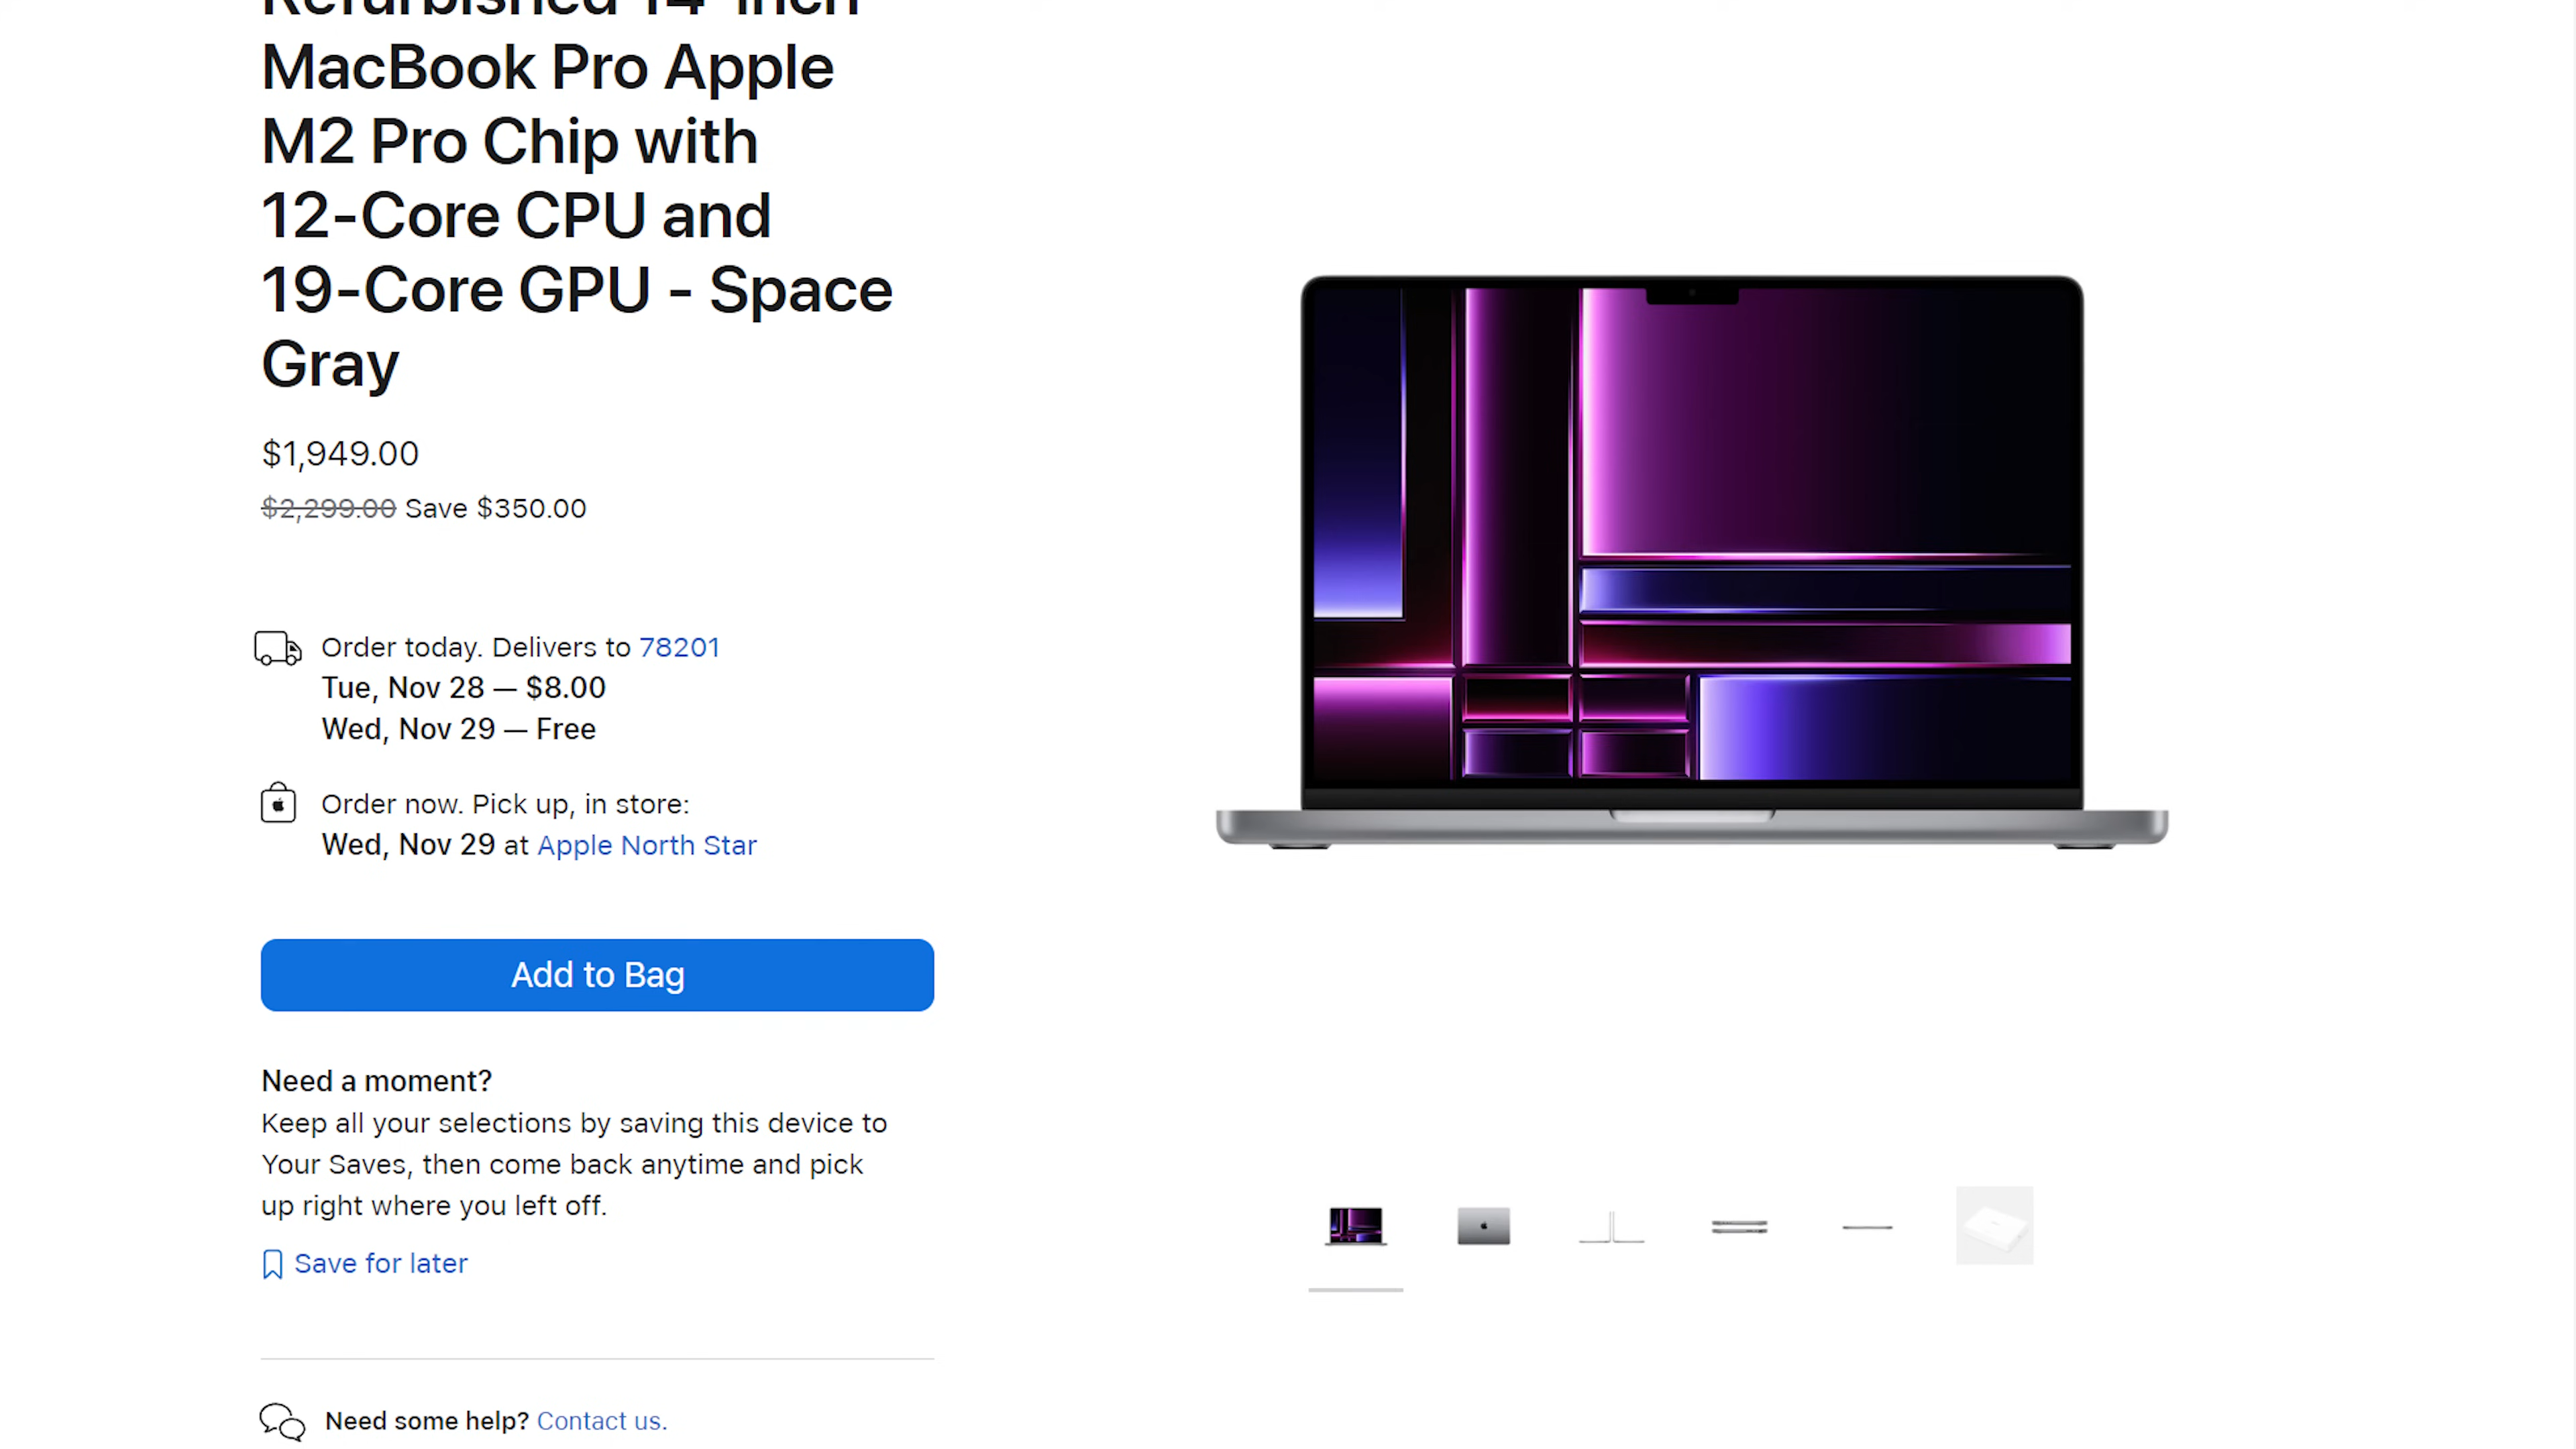 Refurbished 14-inch
MacBook Pro Apple
M2 Pro Chip with
12-Core CPU and
19-Core GPU - Space
Gray
$1,949.00
$2,299.00 Save $350.00
Order today. Delivers to 78201
Tue, Nov 28 — $8.00
Wed, Nov 29 — Free
Order now. Pick up, in store:
Wed, Nov 29 at Apple North Star
Add to Bag
Need a moment?
Keep all your selections by saving this device to
Your Saves, then come back anytime and pick
up right where you left off.
Save for later
Need some help? Contact us.